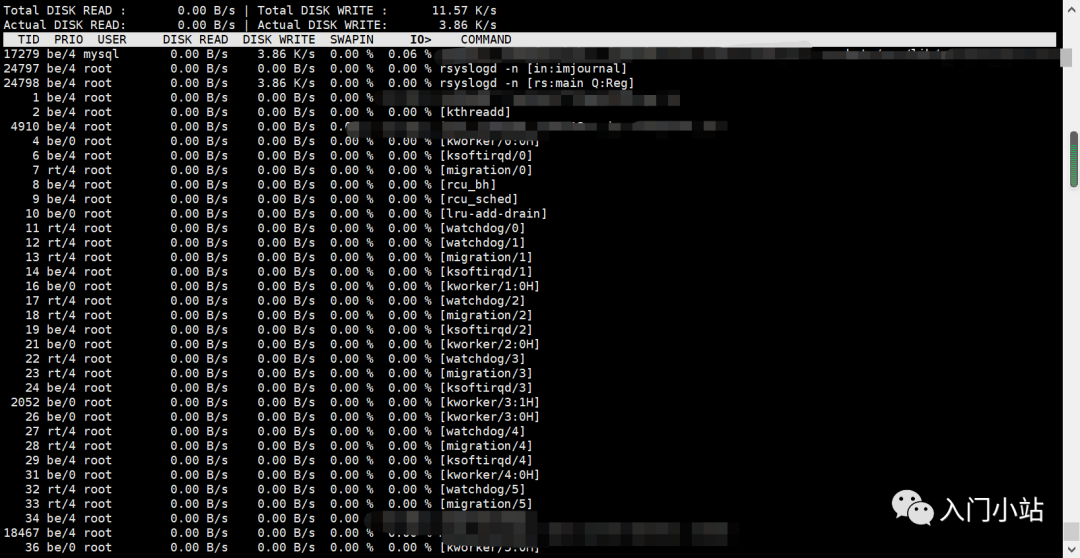 Total DISK READ : 0.00 B/s | Total DISK WRITE : 11.57 K/s
Actual DISK READ: 0.00 B/s | Actual DISK WRITE: 3.86 K/s
TID PRIO USER DISK READ DISK WRITE SWAPIN IO> COMMAND
17279 be/4 mysql 0.00 B/s 3.86 K/s 0.00 % 0.06 %
24797 be/4 root 0.00 B/s 3.86 K/s 0.00 % 0.00 % rsyslogd -n [in:imjournal]
24798 be/4 root 0.00 B/s 3.86 K/s 0.00 % 0.00 % rsyslogd -n [rs:main Q:Reg]
1 be/4 root 0.00 B/s 0.00 B/s 0.00 %
2 be/4 root 0.00 B/s 0.00 B/s 0.00 % 0.00 % [kthreadd]
4910 be/4 root 0.00 B/s 0.00 B/s
4 be/0 root 0.00 B/s 0.00 B/s 0.00 % 0.00 % [kworker/0:0H]
6 be/4 root 0.00 B/s 0.00 B/s 0.00 % 0.00 % [ksoftirqd/0]
7 rt/4 root 0.00 B/s 0.00 B/s 0.00 % 0.00 % [migration/0]
8 be/4 root 0.00 B/s 0.00 B/s 0.00 % 0.00 % [rcu_bh]
9 be/4 root 0.00 B/s 0.00 B/s 0.00 % 0.00 % [rcu_sched]
10 be/0 root 0.00 B/s 0.00 B/s 0.00 % 0.00 % [lru-add-drain]
11 rt/4 root 0.00 B/s 0.00 B/s 0.00 % 0.00 % [watchdog/0]
12 rt/4 root 0.00 B/s 0.00 B/s 0.00 % 0.00 % [watchdog/1]
13 rt/4 root 0.00 B/s 0.00 B/s 0.00 % 0.00 % [migration/1]
14 be/4 root 0.00 B/s 0.00 B/s 0.00 % 0.00 % [ksoftirqd/1]
16 be/0 root 0.00 B/s 0.00 B/s 0.00 % 0.00 % [kworker/1:0H]
17 rt/4 root 0.00 B/s 0.00 B/s 0.00 % 0.00 % [watchdog/2]
18 rt/4 root 0.00 B/s 0.00 B/s 0.00 % 0.00 % [migration/2]
19 be/4 root 0.00 B/s 0.00 B/s 0.00 % 0.00 % [ksoftirqd/2]
21 be/0 root 0.00 B/s 0.00 B/s 0.00 % 0.00 % [kworker/2:0H]
22 rt/4 root 0.00 B/s 0.00 B/s 0.00 % 0.00 % [watchdog/3]
23 rt/4 root 0.00 B/s 0.00 B/s 0.00 % 0.00 % [migration/3]
24 be/4 root 0.00 B/s 0.00 B/s 0.00 % 0.00 % [ksoftirqd/3]
2052 be/0 root 0.00 B/s 0.00 B/s 0.00 % 0.00 % [kworker/3:1H]
26 be/0 root 0.00 B/s 0.00 B/s 0.00 % 0.00 % [kworker/3:0H]
27 rt/4 root 0.00 B/s 0.00 B/s 0.00 % 0.00 % [watchdog/4]
28 rt/4 root 0.00 B/s 0.00 B/s 0.00 % 0.00 % [migration/4]
29 be/4 root 0.00 B/s 0.00 B/s 0.00 % 0.00 % [ksoftirqd/4]
31 be/0 root 0.00 B/s 0.00 B/s 0.00 % 0.00 % [kworker/4:0H]
32 rt/4 root 0.00 B/s 0.00 B/s 0.00 % 0.00 % [watchdog/5]
33 rt/4 root 0.00 B/s 0.00 B/s 0.00 % 0.00 % [migration/5]
34 be/4 root 0.00 B/s 0.00 B/s 0.00
18467 be/4 root 0.00 B/s 0.00 B/s 0.00 %
36 be/0 root 0.00 B/s 0.00 B/s 0.00 % 0.00 % [kworker/5:0H]
入门小站